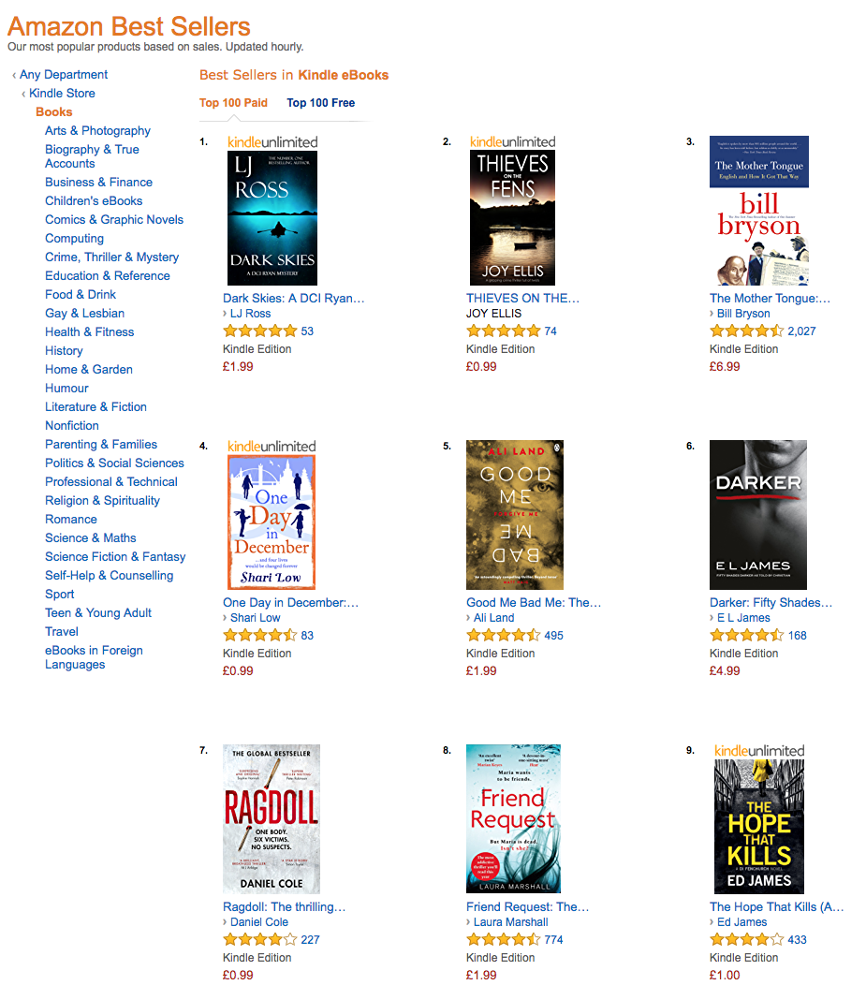 Amazon Best Sellers
Our most popular products based on sales. Updated hourly.
‹ Any Department
‹ Kindle Store
Books
Arts & Photography
Biography & True
Accounts
Business & Finance
Children's eBooks
Comics & Graphic Novels
Computing
Crime, Thriller & Mystery
Education & Reference
Food & Drink
Gay & Lesbian
Health & Fitness
History
Home & Garden
Humour
Literature & Fiction
Nonfiction
Parenting & Families
Politics & Social Sciences
Professional & Technical
Religion & Spirituality
Romance
Science & Maths
Science Fiction & Fantasy
Self-Help & Counselling
Sport
Teen & Young Adult
Travel
eBooks in Foreign
Languages
Best Sellers in Kindle eBooks
Top 100 Paid Top 100 Free
1.
kindleunlimited
THE NUMBER ONE
BESTSELLING AUTHOR
LJ
ROSS
DARK SKIES
A DCI RYAN MYSTERY
Dark Skies: A DCI Ryan…
› LJ Ross
53
Kindle Edition
£1.99
2.
kindleunlimited
THIEVES
ON THE
FENS
JOY ELLIS
THIEVES ON THE…
JOY ELLIS
74
Kindle Edition
£0.99
3.
The Mother Tongue
English and How It Got That Way
bill
bryson
The Mother Tongue:…
› Bill Bryson
2,027
Kindle Edition
£6.99
4.
kindleunlimited
One
Day
in
December
... and four lives
would be changed forever
Shari Low
One Day in December:…
› Shari Low
83
Kindle Edition
£0.99
5.
ALI LAND
GOOD
ME
ME
BAD
Good Me Bad Me: The…
› Ali Land
495
Kindle Edition
£1.99
6.
DARKER
E L JAMES
FIFTY SHADES DARKER AS TOLD BY CHRISTIAN
Darker: Fifty Shades…
› E L James
168
Kindle Edition
£4.99
7.
THE GLOBAL BESTSELLER
RAGDOLL
ONE BODY.
SIX VICTIMS.
NO SUSPECTS.
DANIEL COLE
Ragdoll: The thrilling…
› Daniel Cole
227
Kindle Edition
£0.99
8.
Maria wants
to be friends.
Friend
Request
But Maria is dead.
Isn't she?
The most
addictive
thriller you'll
read this
year
LAURA MARSHALL
Friend Request: The…
› Laura Marshall
774
Kindle Edition
£1.99
9.
kindleunlimited
THE
HOPE
THAT
KILLS
A DI FENCHURCH NOVEL
ED JAMES
The Hope That Kills (A…
› Ed James
433
Kindle Edition
£1.00